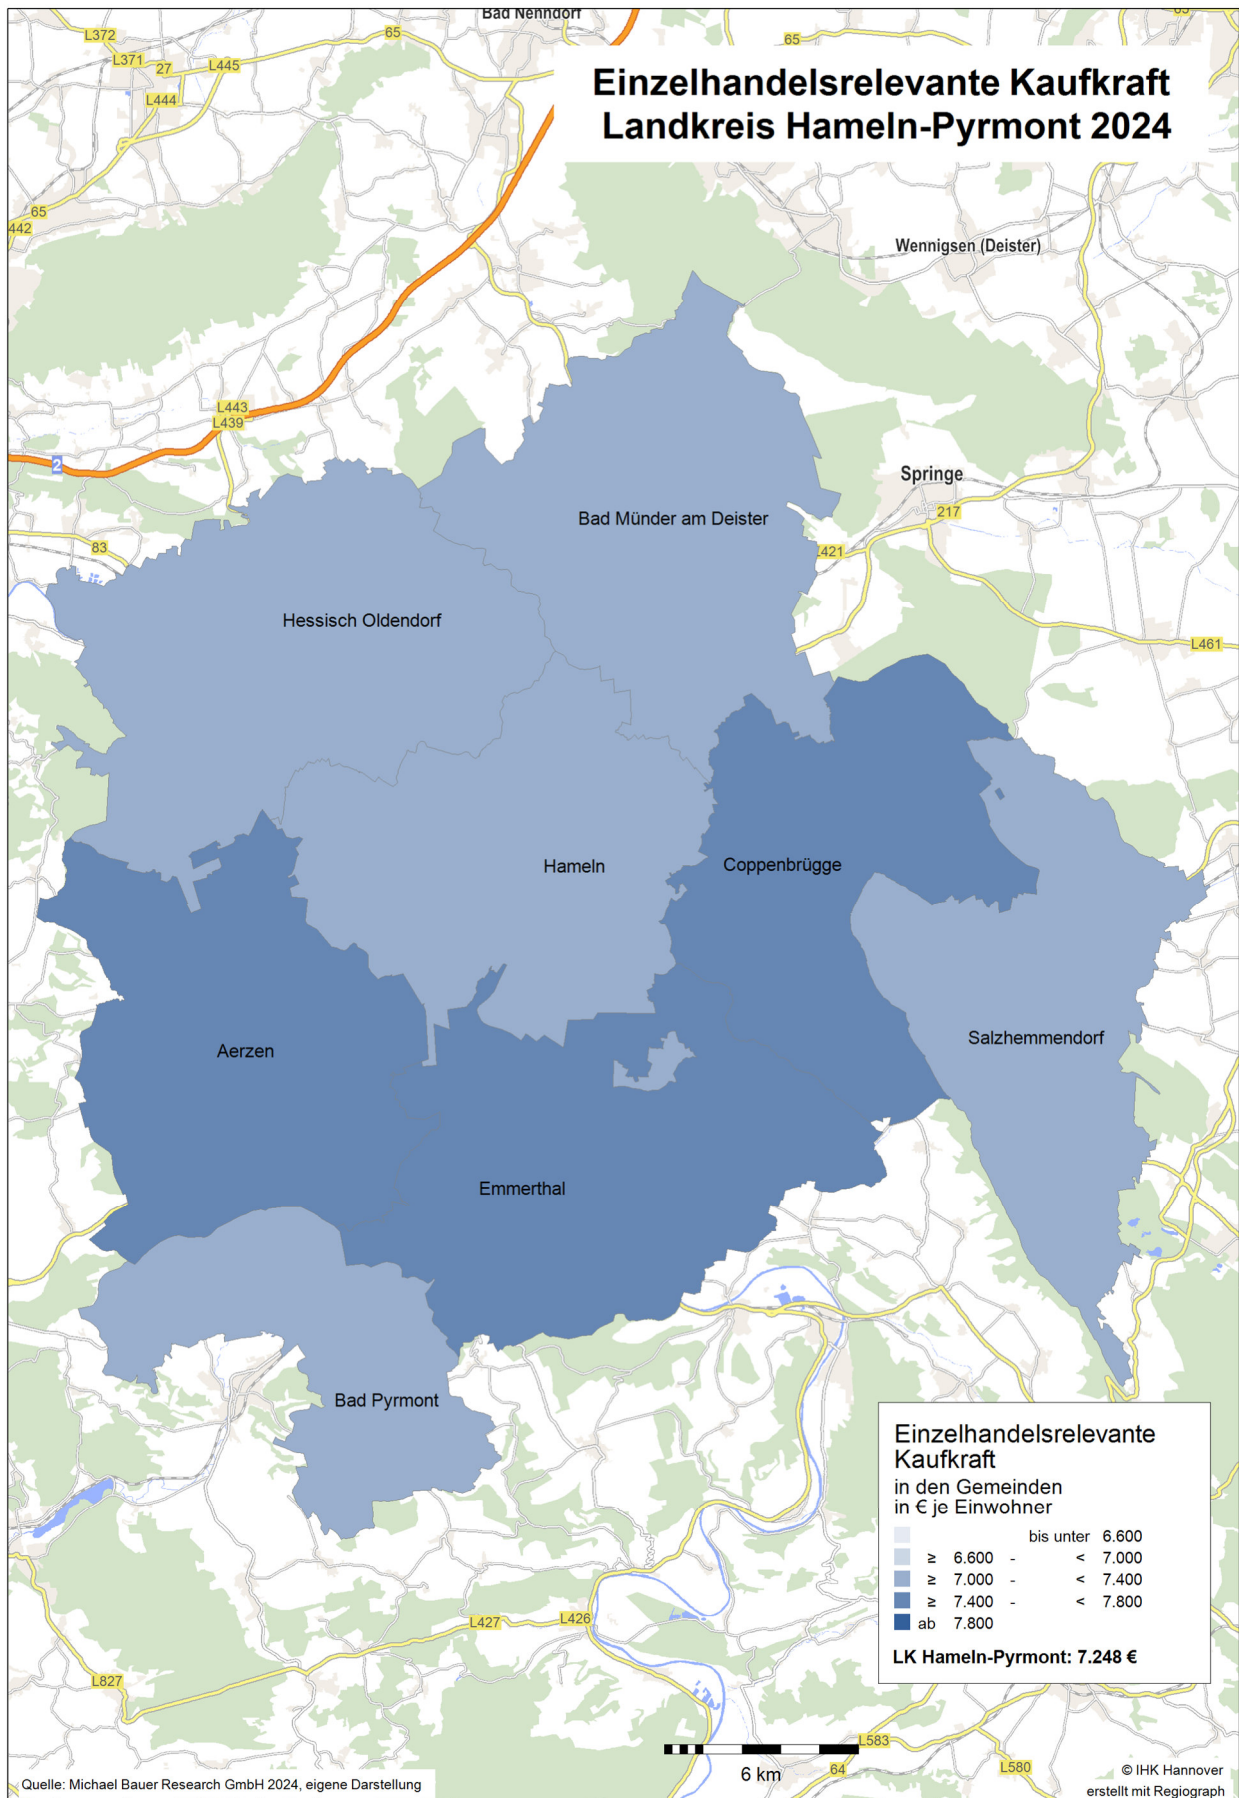 Bad Nenndorf
Einzelhandelsrelevante Kaufkraft
Landkreis Hameln-Pyrmont 2024
L372
65
65
L371
27
L445
L444
65
442
Wennigsen (Deister)
L443
L439
2
Springe
217
Bad Münder am Deister
83
L421
Hessisch Oldendorf
L461
Hameln
Coppenbrügge
Salzhemmendorf
Aerzen
Emmerthal
Bad Pyrmont
Einzelhandelsrelevante
Kaufkraft
in den Gemeinden
in € je Einwohner
bis unter 6.600
≥ 6.600 - < 7.000
≥ 7.000 - < 7.400
≥ 7.400 - < 7.800
ab 7.800
LK Hameln-Pyrmont: 7.248 €
L427
L426
L827
L583
6 km
64
L580
Quelle: Michael Bauer Research GmbH 2024, eigene Darstellung
© IHK Hannover
erstellt mit Regiograph